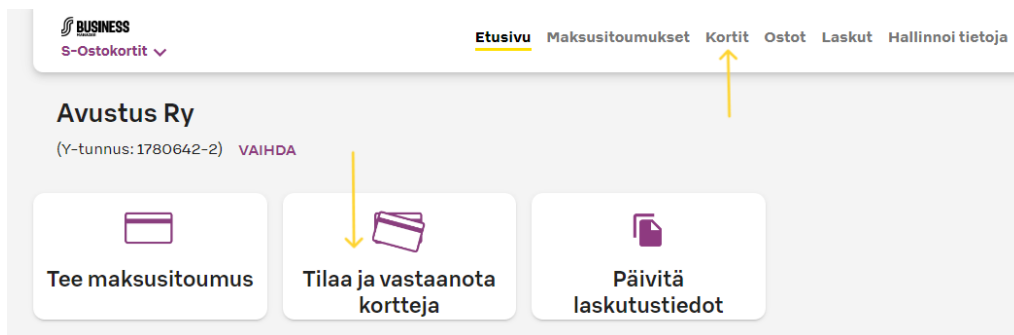 BUSINESS
S-Ostokortit
Etusivu Maksusitoumukset Kortit Ostot Laskut Hallinnoi tietoja
Avustus Ry
(Y-tunnus: 1780642-2) VAIHDA
Tee maksusitoumus
Tilaa ja vastaanota
kortteja
Päivitä
laskutustiedot